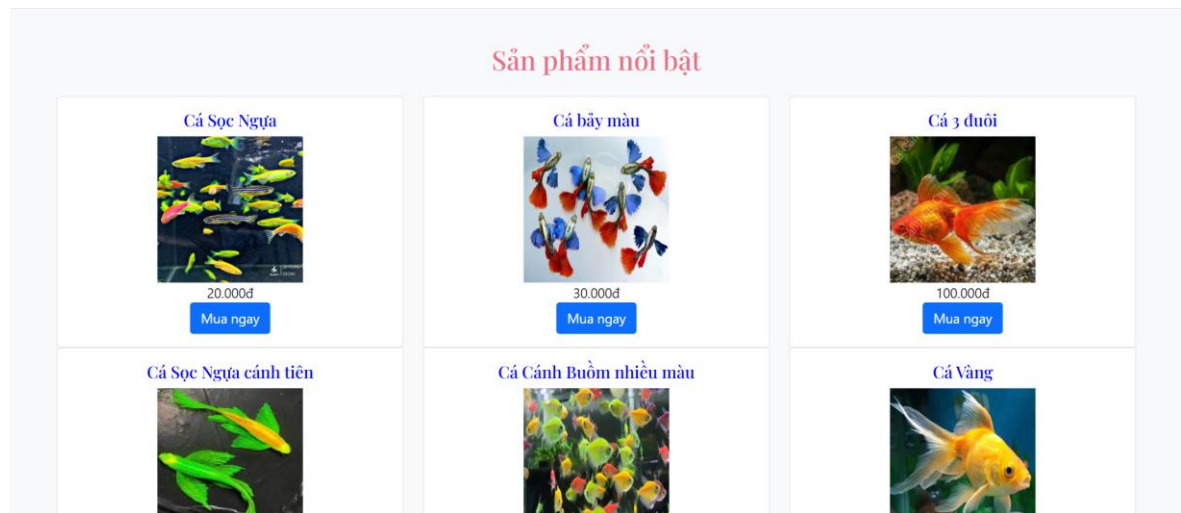 Sản phẩm nổi bật
Cá Sọc Ngựa
20.000đ
Mua ngay
Cá bảy màu
30.000đ
Mua ngay
Cá 3 đuôi
100.000đ
Mua ngay
Cá Sọc Ngựa cánh tiên
Cá Cánh Buồm nhiều màu
Cá Vàng